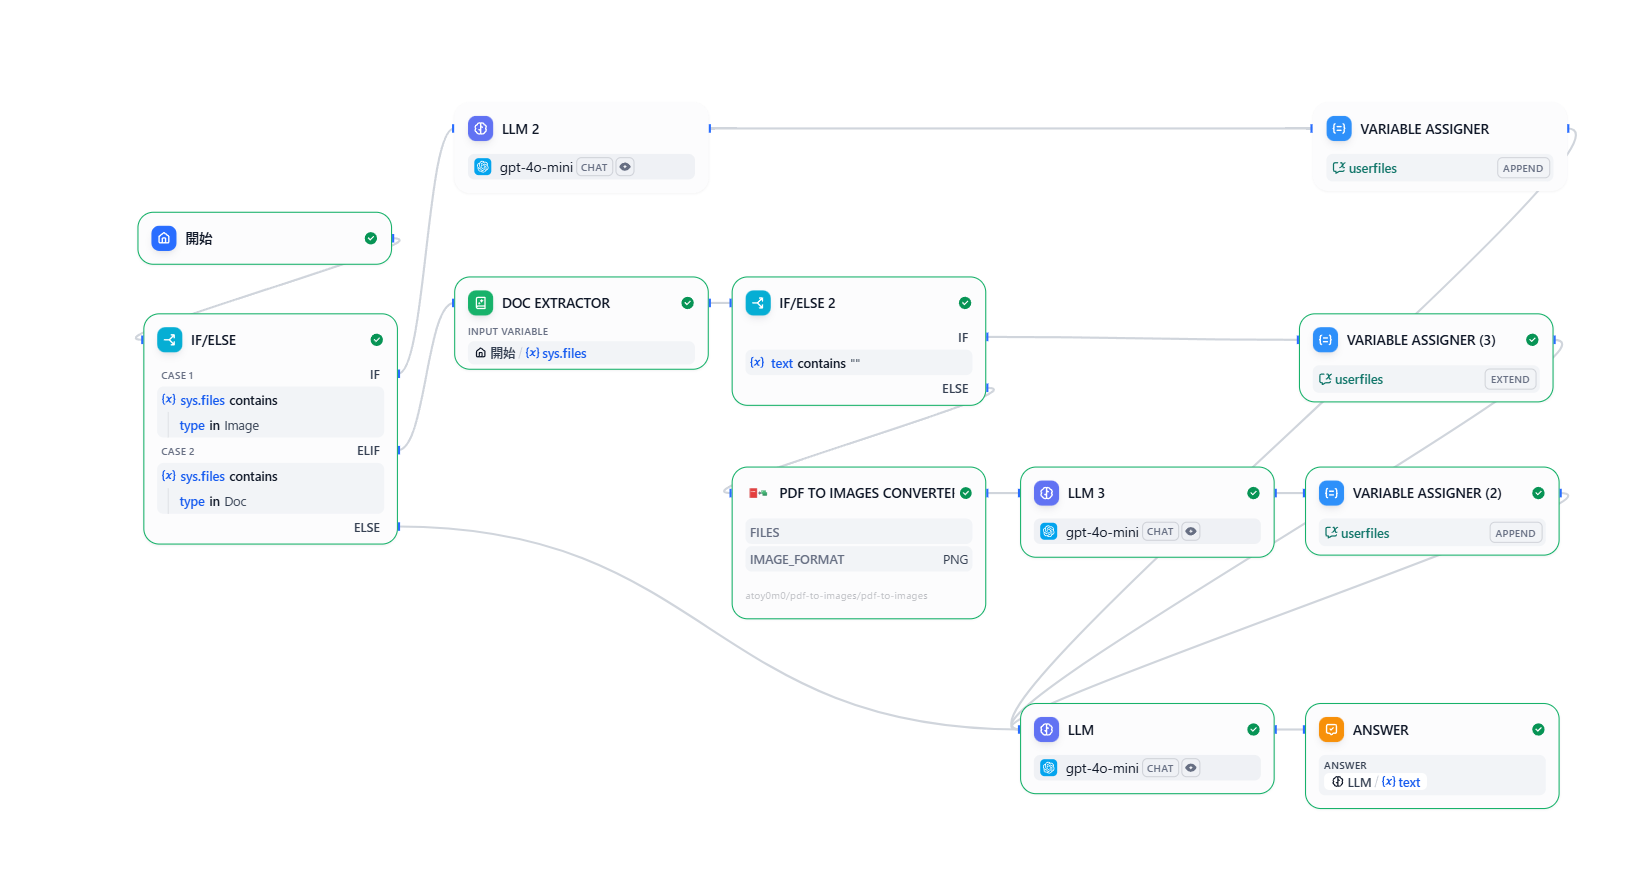 LLM 2
gpt-4o-mini CHAT
VARIABLE ASSIGNER
userfiles APPEND
開始
IF/ELSE
CASE 1 IF
{x} sys.files contains
type in Image
CASE 2 ELIF
{x} sys.files contains
type in Doc
ELSE
DOC EXTRACTOR
INPUT VARIABLE
開始 / {x} sys.files
IF/ELSE 2
IF
{x} text contains ""
ELSE
VARIABLE ASSIGNER (3)
userfiles EXTEND
PDF TO IMAGES CONVERTER
FILES
IMAGE_FORMAT PNG
atoy0m0/pdf-to-images/pdf-to-images
LLM 3
gpt-4o-mini CHAT
VARIABLE ASSIGNER (2)
userfiles APPEND
LLM
gpt-4o-mini CHAT
ANSWER
ANSWER
LLM / {x} text